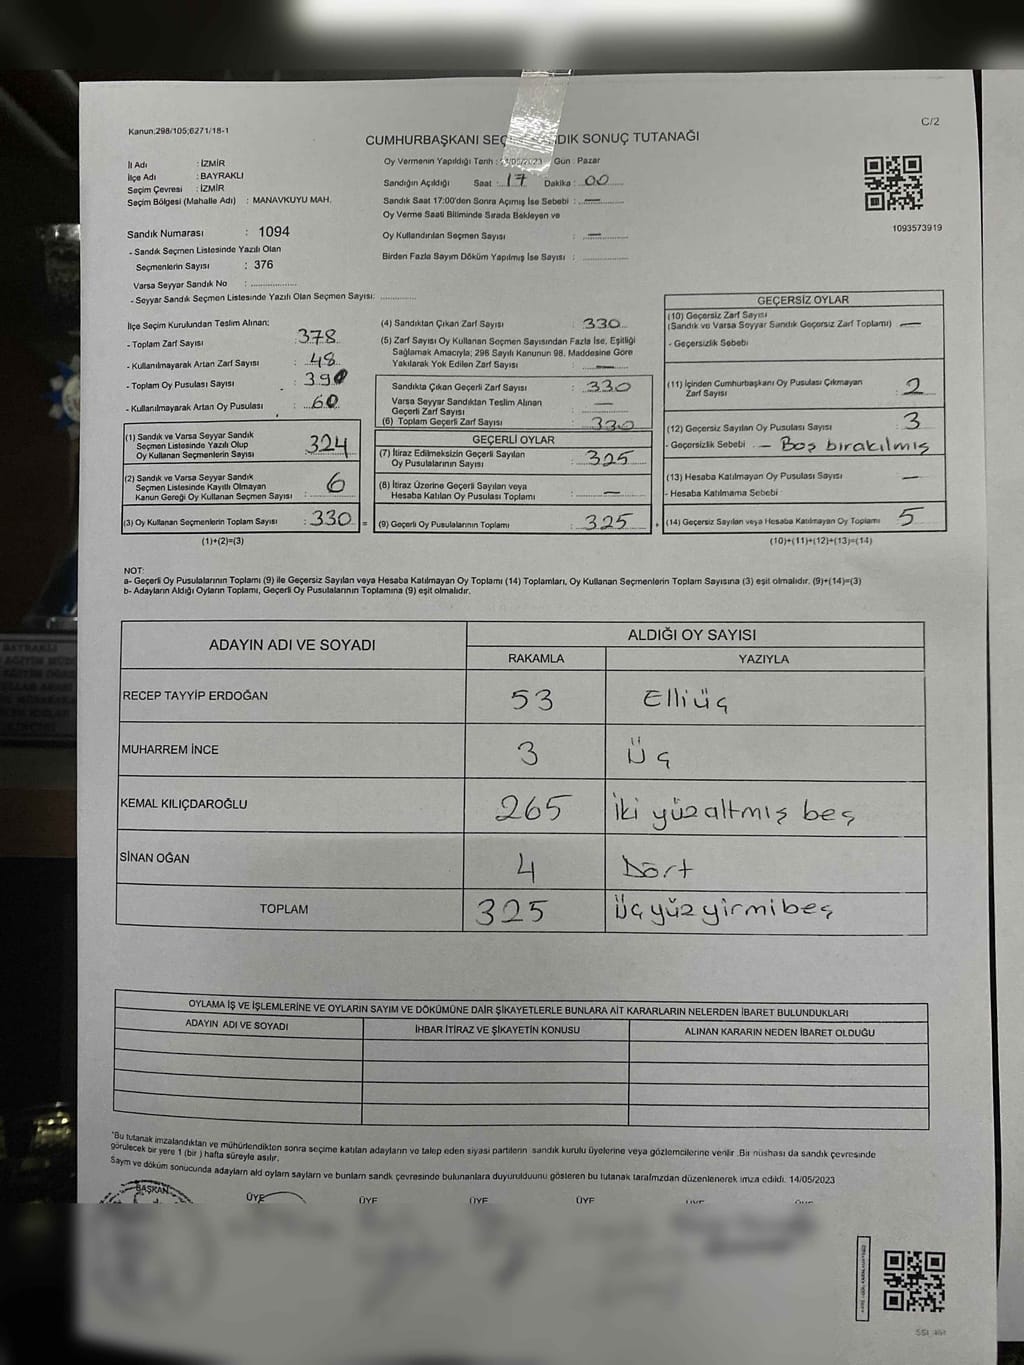 Kanun;298/105;6271/18-1
C/2
CUMHURBAŞKANI SEÇ DIK SONUÇ TUTANAĞI
İl Adı : İZMİR
İlçe Adı : BAYRAKLI
Seçim Çevresi : İZMİR
Seçim Bölgesi (Mahalle Adı) : MANAVKUYU MAH.
Oy Vermenin Yapıldığı Tarih : /05/2023 Gün : Pazar
Sandığın Açıldığı Saat : 17 Dakika : 00
Sandık Saat 17:00'den Sonra Açımış İse Sebebi : —
Oy Verme Saati Bitiminde Sırada Bekleyen ve
Oy Kullandırılan Seçmen Sayısı : —
Birden Fazla Sayım Döküm Yapılmış İse Sayısı :
1093573919
Sandık Numarası : 1094
- Sandık Seçmen Listesinde Yazılı Olan
Seçmenlerin Sayısı : 376
Varsa Seyyar Sandık No :
- Seyyar Sandık Seçmen Listesinde Yazılı Olan Seçmen Sayısı:
İlçe Seçim Kurulundan Teslim Alınan;
- Toplam Zarf Sayısı : 378
- Kullanılmayarak Artan Zarf Sayısı : 48
- Toplam Oy Pusulası Sayısı : 390
- Kullanılmayarak Artan Oy Pusulası : 60
(1) Sandık ve Varsa Seyyar Sandık
Seçmen Listesinde Yazılı Olup
Oy Kullanan Seçmenlerin Sayısı : 324
(2) Sandık ve Varsa Seyyar Sandık
Seçmen Listesinde Kayıtlı Olmayan
Kanun Gereği Oy Kullanan Seçmen Sayısı : 6
(3) Oy Kullanan Seçmenlerin Toplam Sayısı : 330 =
(1)+(2)=(3)
(4) Sandıktan Çıkan Zarf Sayısı : 330
(5) Zarf Sayısı Oy Kullanan Seçmen Sayısından Fazla İse, Eşitliği
Sağlamak Amacıyla; 298 Sayılı Kanunun 98. Maddesine Göre
Yakılarak Yok Edilen Zarf Sayısı : —
Sandıkta Çıkan Geçerli Zarf Sayısı : 330
Varsa Seyyar Sandıktan Teslim Alınan
Geçerli Zarf Sayısı : —
(6) Toplam Geçerli Zarf Sayısı : 330
GEÇERLİ OYLAR
(7) İtiraz Edilmeksizin Geçerli Sayılan
Oy Pusulalarının Sayısı : 325
(8) İtiraz Üzerine Geçerli Sayılan veya
Hesaba Katılan Oy Pusulası Toplamı : —
(9) Geçerli Oy Pusulalarının Toplamı : 325 +
GEÇERSİZ OYLAR
(10) Geçersiz Zarf Sayısı
(Sandık ve Varsa Seyyar Sandık Geçersiz Zarf Toplamı) —
- Geçersizlik Sebebi
(11) İçinden Cumhurbaşkanı Oy Pusulası Çıkmayan
Zarf Sayısı 2
(12) Geçersiz Sayılan Oy Pusulası Sayısı 3
- Geçersizlik Sebebi - Boş bırakılmış
(13) Hesaba Katılmayan Oy Pusulası Sayısı —
- Hesaba Katılmama Sebebi
(14) Geçersiz Sayılan veya Hesaba Katılmayan Oy Toplamı 5
(10)+(11)+(12)+(13)=(14)
NOT:
a- Geçerli Oy Pusulalarının Toplamı (9) ile Geçersiz Sayılan veya Hesaba Katılmayan Oy Toplamı (14) Toplamları, Oy Kullanan Seçmenlerin Toplam Sayısına (3) eşit olmalıdır. (9)+(14)=(3)
b- Adayların Aldığı Oyların Toplamı, Geçerli Oy Pusulalarının Toplamına (9) eşit olmalıdır.
ADAYIN ADI VE SOYADI ALDIĞI OY SAYISI
RAKAMLA YAZIYLA
RECEP TAYYİP ERDOĞAN 53 Elliüç
MUHARREM İNCE 3 Üç
KEMAL KILIÇDAROĞLU 265 İki yüzaltmış beş
SİNAN OĞAN 4 Dört
TOPLAM 325 Üçyüzyirmibeş
OYLAMA İŞ VE İŞLEMLERİNE VE OYLARIN SAYIM VE DÖKÜMÜNE DAİR ŞİKAYETLERLE BUNLARA AİT KARARLARIN NELERDEN İBARET BULUNDUKLARI
ADAYIN ADI VE SOYADI İHBAR İTİRAZ VE ŞİKAYETİN KONUSU ALINAN KARARIN NEDEN İBARET OLDUĞU
*Bu tutanak imzalandıktan ve mühürlendikten sonra seçime katılan adayların ve talep eden siyasi partilerin sandık kurulu üyelerine veya gözlemcilerine verilir .Bir nüshası da sandık çevresinde
görülecek bir yere 1 (bir ) hafta süreyle asılır.
Sayım ve döküm sonucunda adayların ald oyların sayların ve bunların sandk çevresinde bulunanlara duyurulduunu gösteren bu tutanak tarafmzdan düzenlenerek imza edildi. 14/05/2023
BAŞKAN ÜYE ÜYE ÜYE ÜYE